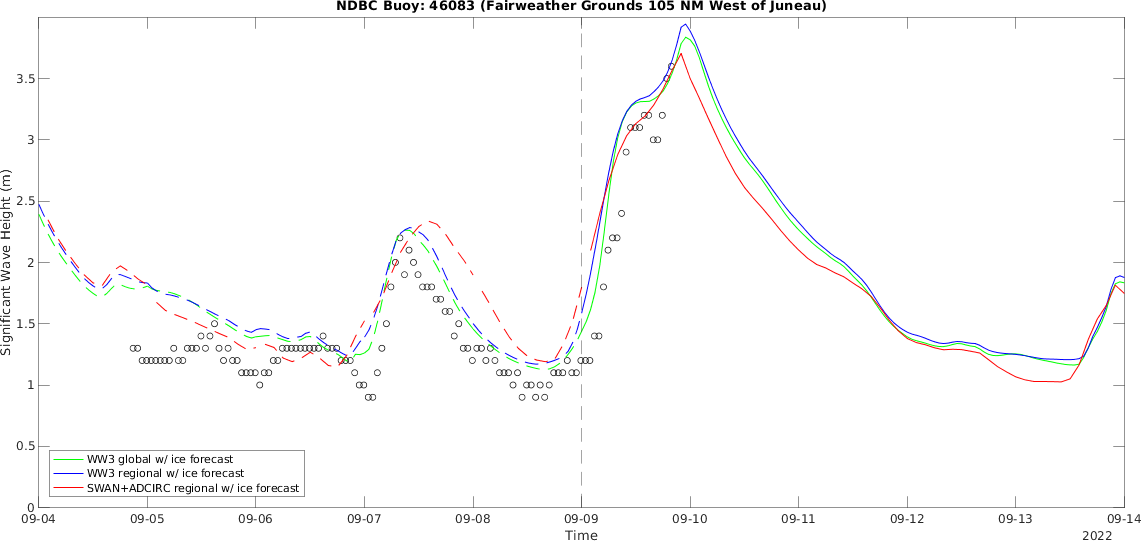 NDBC Buoy: 46083 (Fairweather Grounds 105 NM West of Juneau)
Significant Wave Height (m)
3.5
3
2.5
2
1.5
1
0.5
0
WW3 global w/ ice forecast
WW3 regional w/ ice forecast
SWAN+ADCIRC regional w/ ice forecast
09-04 09-05 09-06 09-07 09-08 09-09 09-10 09-11 09-12 09-13 09-14
Time
2022